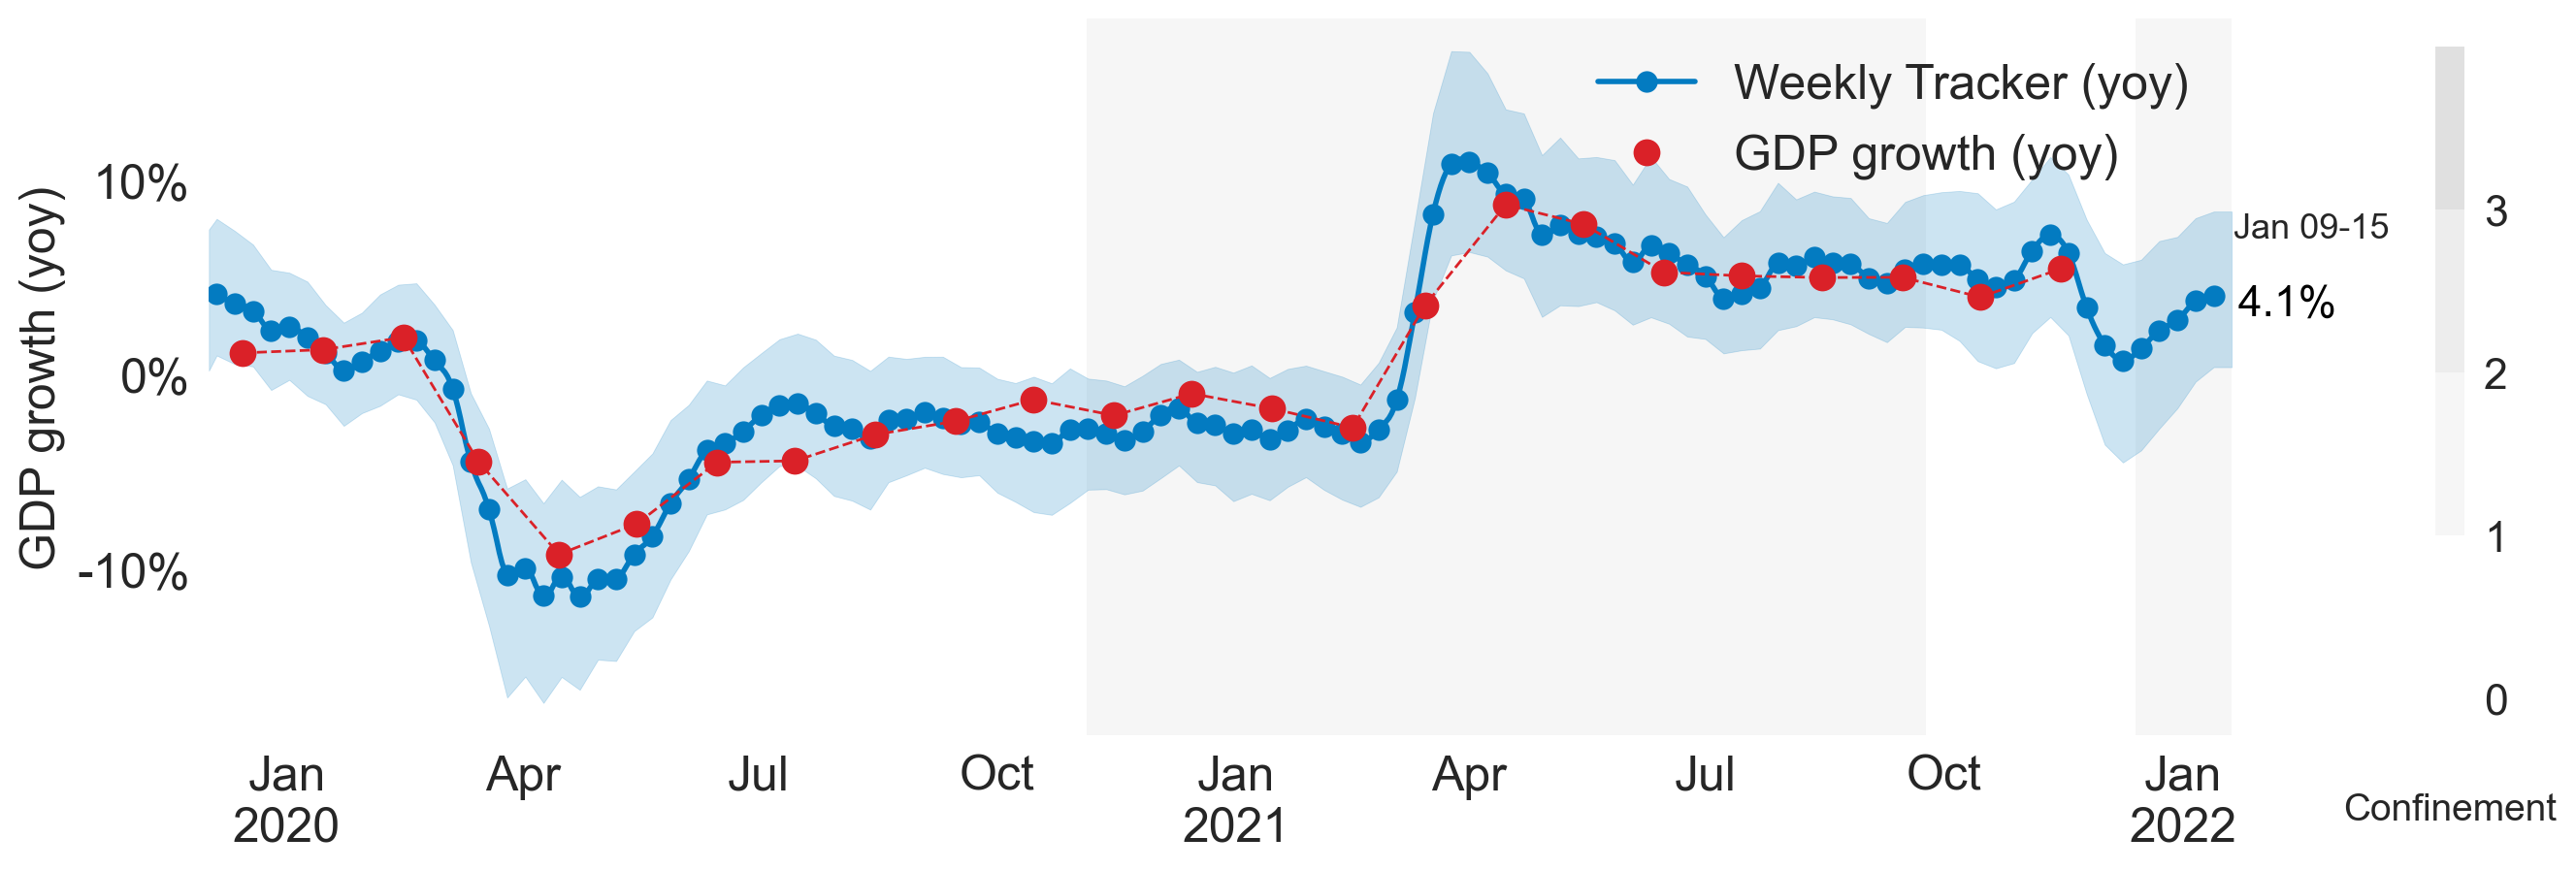 Weekly Tracker (yoy)
GDP growth (yoy)
GDP growth (yoy)
10%
0%
-10%
Jan 09-15
4.1%
3
2
1
0
Jan Apr Jul Oct Jan Apr Jul Oct Jan
2020 2021 2022
Confinement